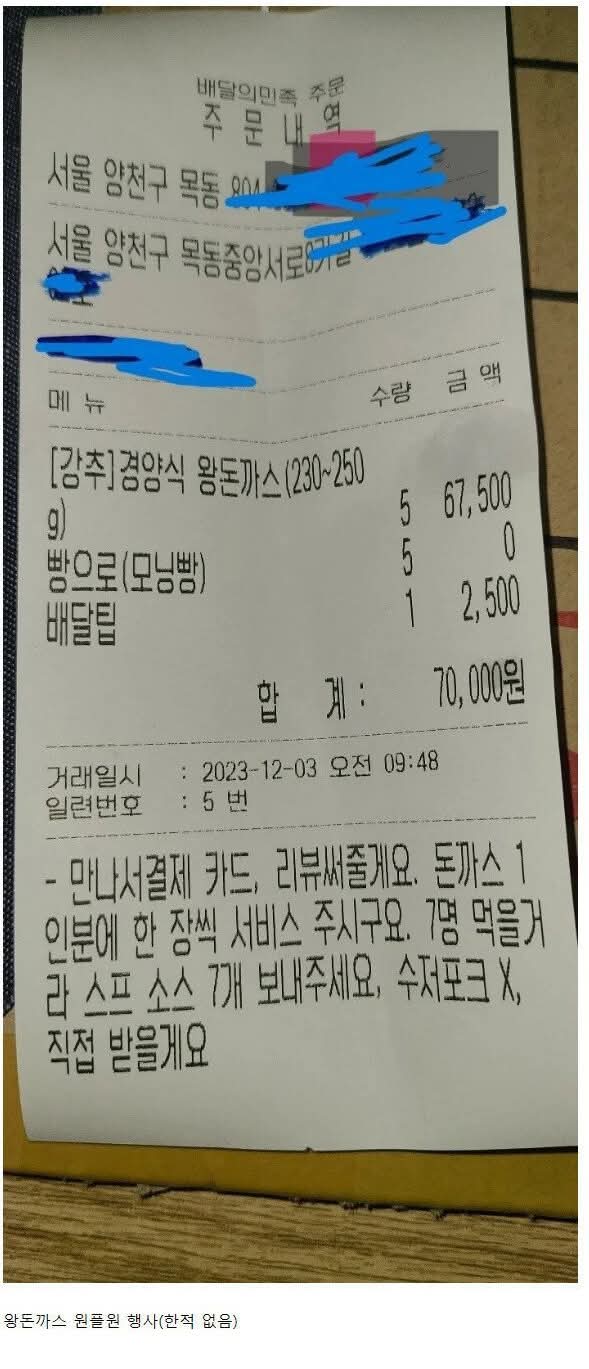 배달의민족 주문
주 문 내 역
서울 양천구 목동
서울 양천구 목동중앙서로
메 뉴 수량 금 액
[강추]경양식 왕돈까스(230~250
g) 5 67,500
빵으로(모닝빵) 5 0
배달팁 1 2,500
합 계 : 70,000원
거래일시 : 2023-12-03 오전 09:48
일련번호 : 5 번
- 만나서결제 카드, 리뷰써줄게요. 돈까스 1
인분에 한 장씩 서비스 주시구요. 7명 먹을거
라 스프 소스 7개 보내주세요, 수저포크 X,
직접 받을게요
왕돈까스 원플원 행사(한적 없음)